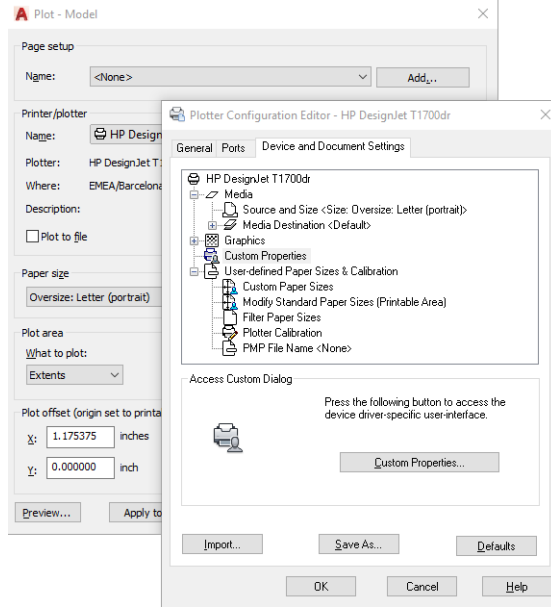 Plot - Model
Page setup
Name:
<None>
Add...
Printer/plotter
Name:
HP Design
Plotter:
HP DesignJet T1
Where:
EMEA/Barcelona
Description:
Plot to file
Paper size
Oversize: Letter (portrait)
Plot area
What to plot:
Extents
Plot offset (origin set to printa
X:
1.175375
inches
Y:
0.000000
inch
Preview...
Apply to
Plotter Configuration Editor - HP DesignJet T1700dr
General
Ports
Device and Document Settings
HP DesignJet T1700dr
Media
Source and Size <Size: Oversize: Letter (portrait)>
Media Destination <Default>
Graphics
Custom Properties
User-defined Paper Sizes & Calibration
Custom Paper Sizes
Modify Standard Paper Sizes (Printable Area)
Filter Paper Sizes
Plotter Calibration
PMP File Name <None>
Access Custom Dialog
Press the following button to access the
device driver-specific user-interface.
Custom Properties...
Import...
Save As...
Defaults
OK
Cancel
Help